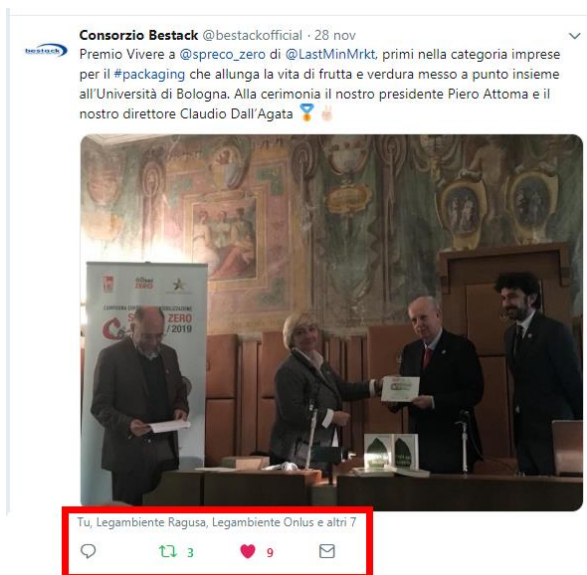 Consorzio Bestack @bestackofficial · 28 nov
bestack
Premio Vivere a @spreco_zero di @LastMinMrkt, primi nella categoria imprese
per il #packaging che allunga la vita di frutta e verdura messo a punto insieme
all'Università di Bologna. Alla cerimonia il nostro presidente Piero Attoma e il
nostro direttore Claudio Dall'Agata 🏅✌🏻
ZERO
ZERO
/2019
Tu, Legambiente Ragusa, Legambiente Onlus e altri 7
3 9